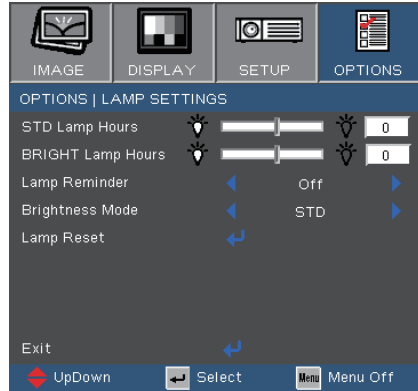 IMAGE DISPLAY SETUP OPTIONS
OPTIONS | LAMP SETTINGS
STD Lamp Hours 0
BRIGHT Lamp Hours 0
Lamp Reminder Off
Brightness Mode STD
Lamp Reset
Exit
UpDown Select Menu Menu Off